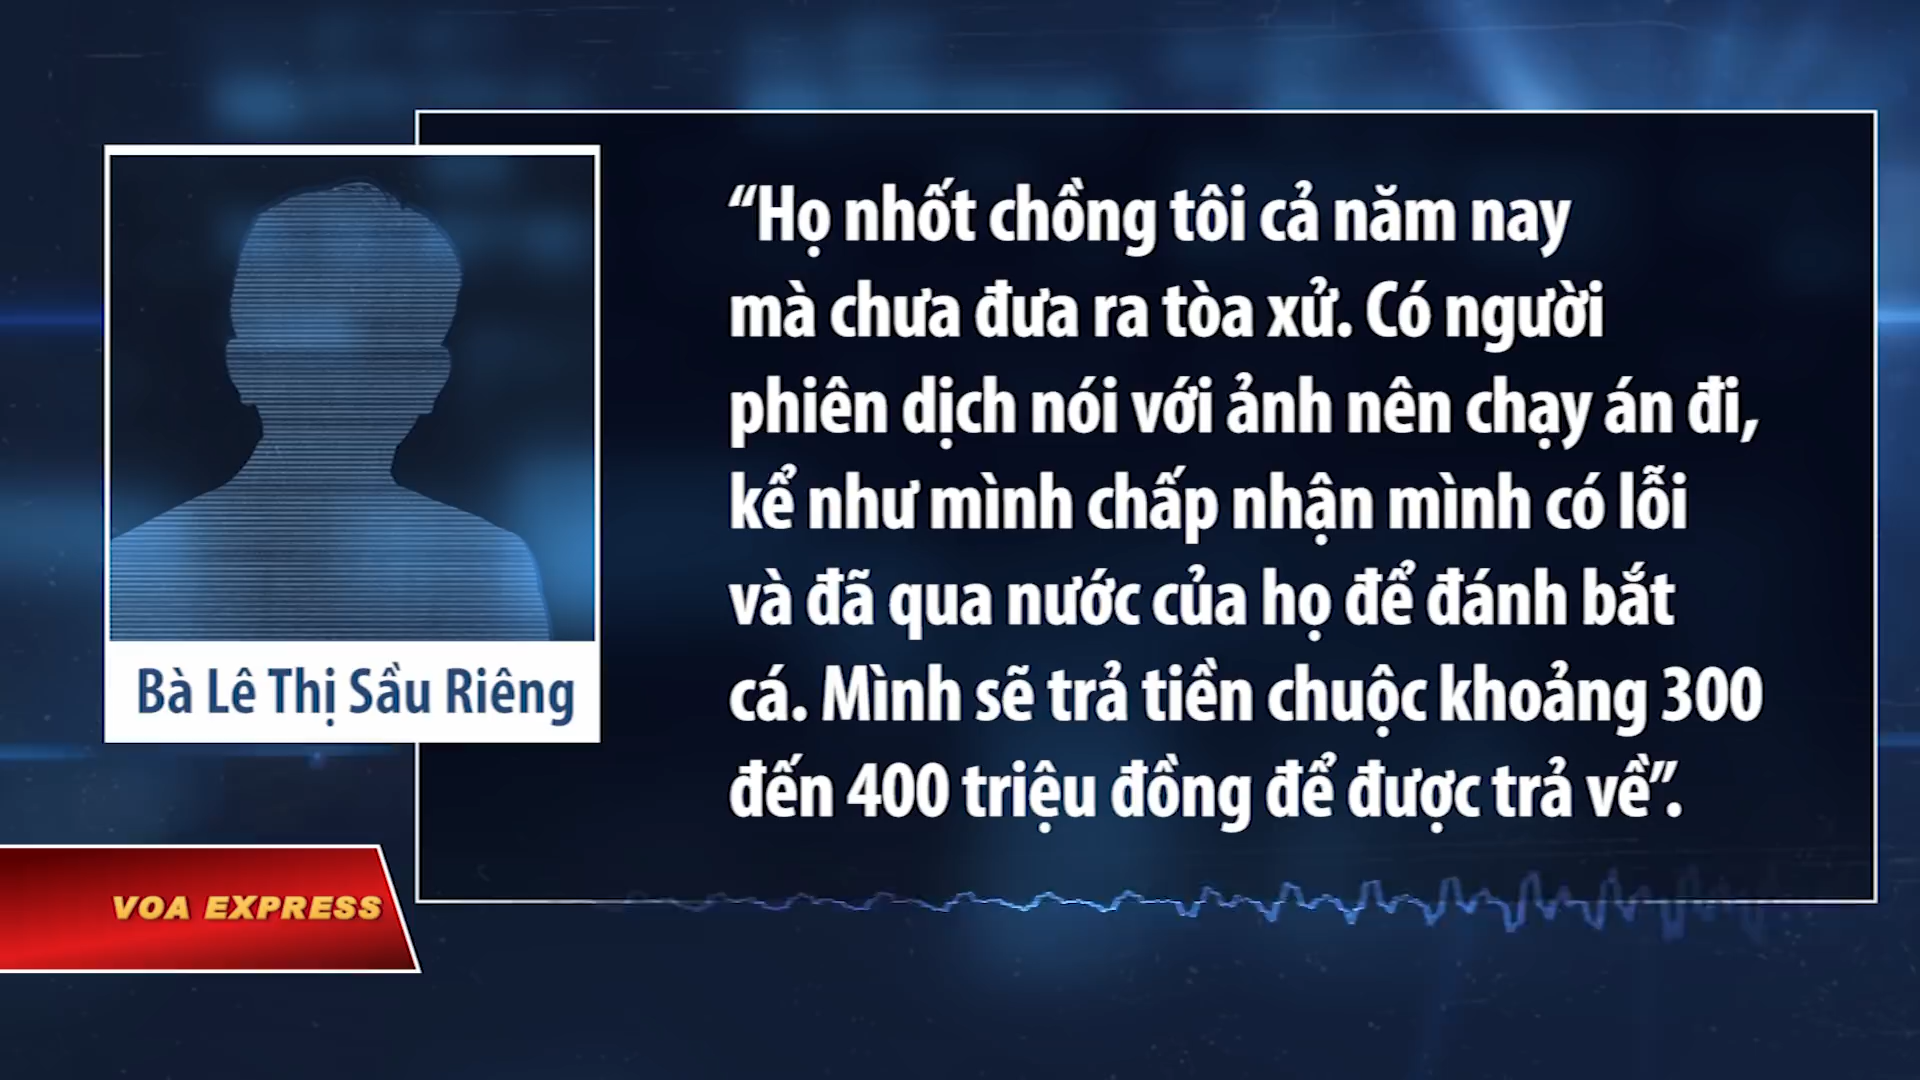 “Họ nhốt chồng tôi cả năm nay
mà chưa đưa ra tòa xử. Có người
phiên dịch nói với ảnh nên chạy án đi,
kể như mình chấp nhận mình có lỗi
và đã qua nước của họ để đánh bắt
cá. Mình sẽ trả tiền chuộc khoảng 300
đến 400 triệu đồng để được trả về”.
Bà Lê Thị Sầu Riêng
VOA EXPRESS